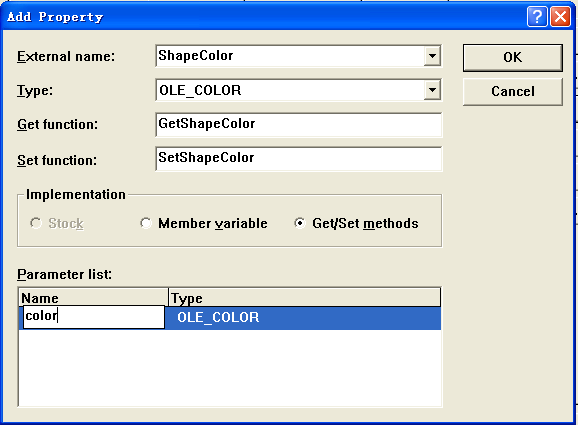 Add Property
External name: ShapeColor OK
Type: OLE_COLOR Cancel
Get function: GetShapeColor
Set function: SetShapeColor
Implementation
Stock Member variable Get/Set methods
Parameter list:
Name Type
color OLE_COLOR